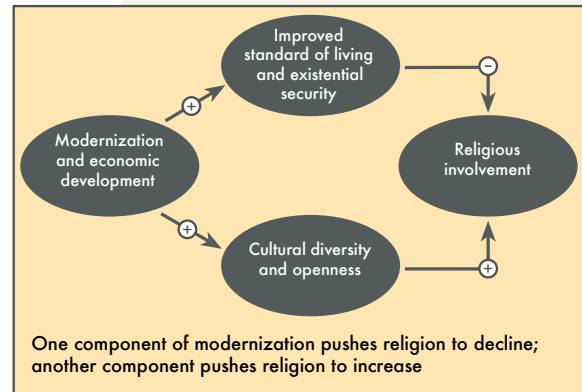 Improved
standard of living
and existential
security
−
+
Modernization
and economic
development
Religious
involvement
+
Cultural diversity
and openness
+
One component of modernization pushes religion to decline;
another component pushes religion to increase